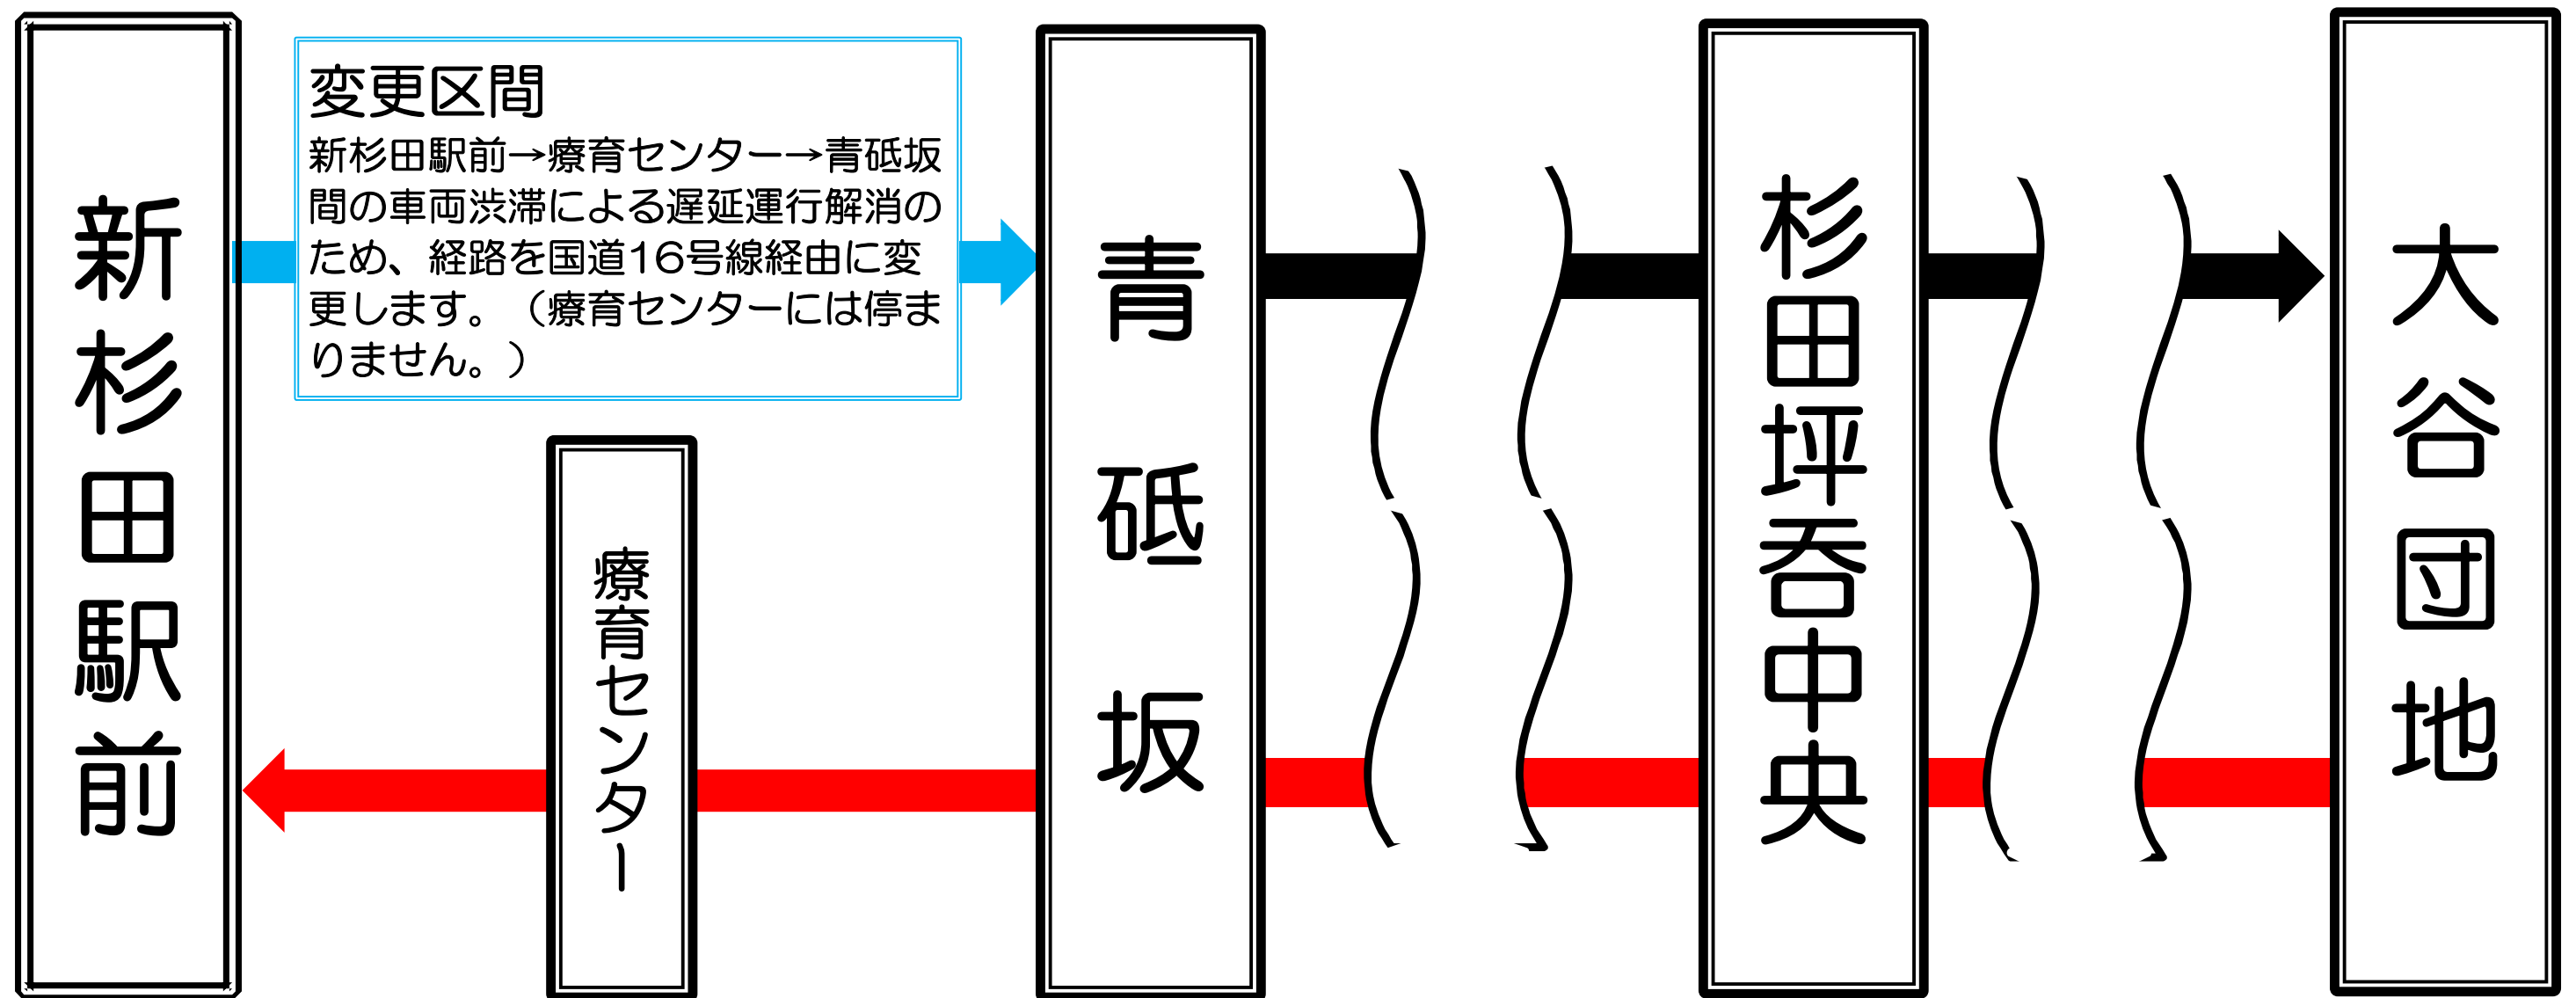 新杉田駅前
変更区間
新杉田駅前→療育センター→青砥坂
間の車両渋滞による遅延運行解消の
ため、経路を国道16号線経由に変
更します。（療育センターには停ま
りません。）
療育センター
青砥坂
杉田坪呑中央
大谷団地